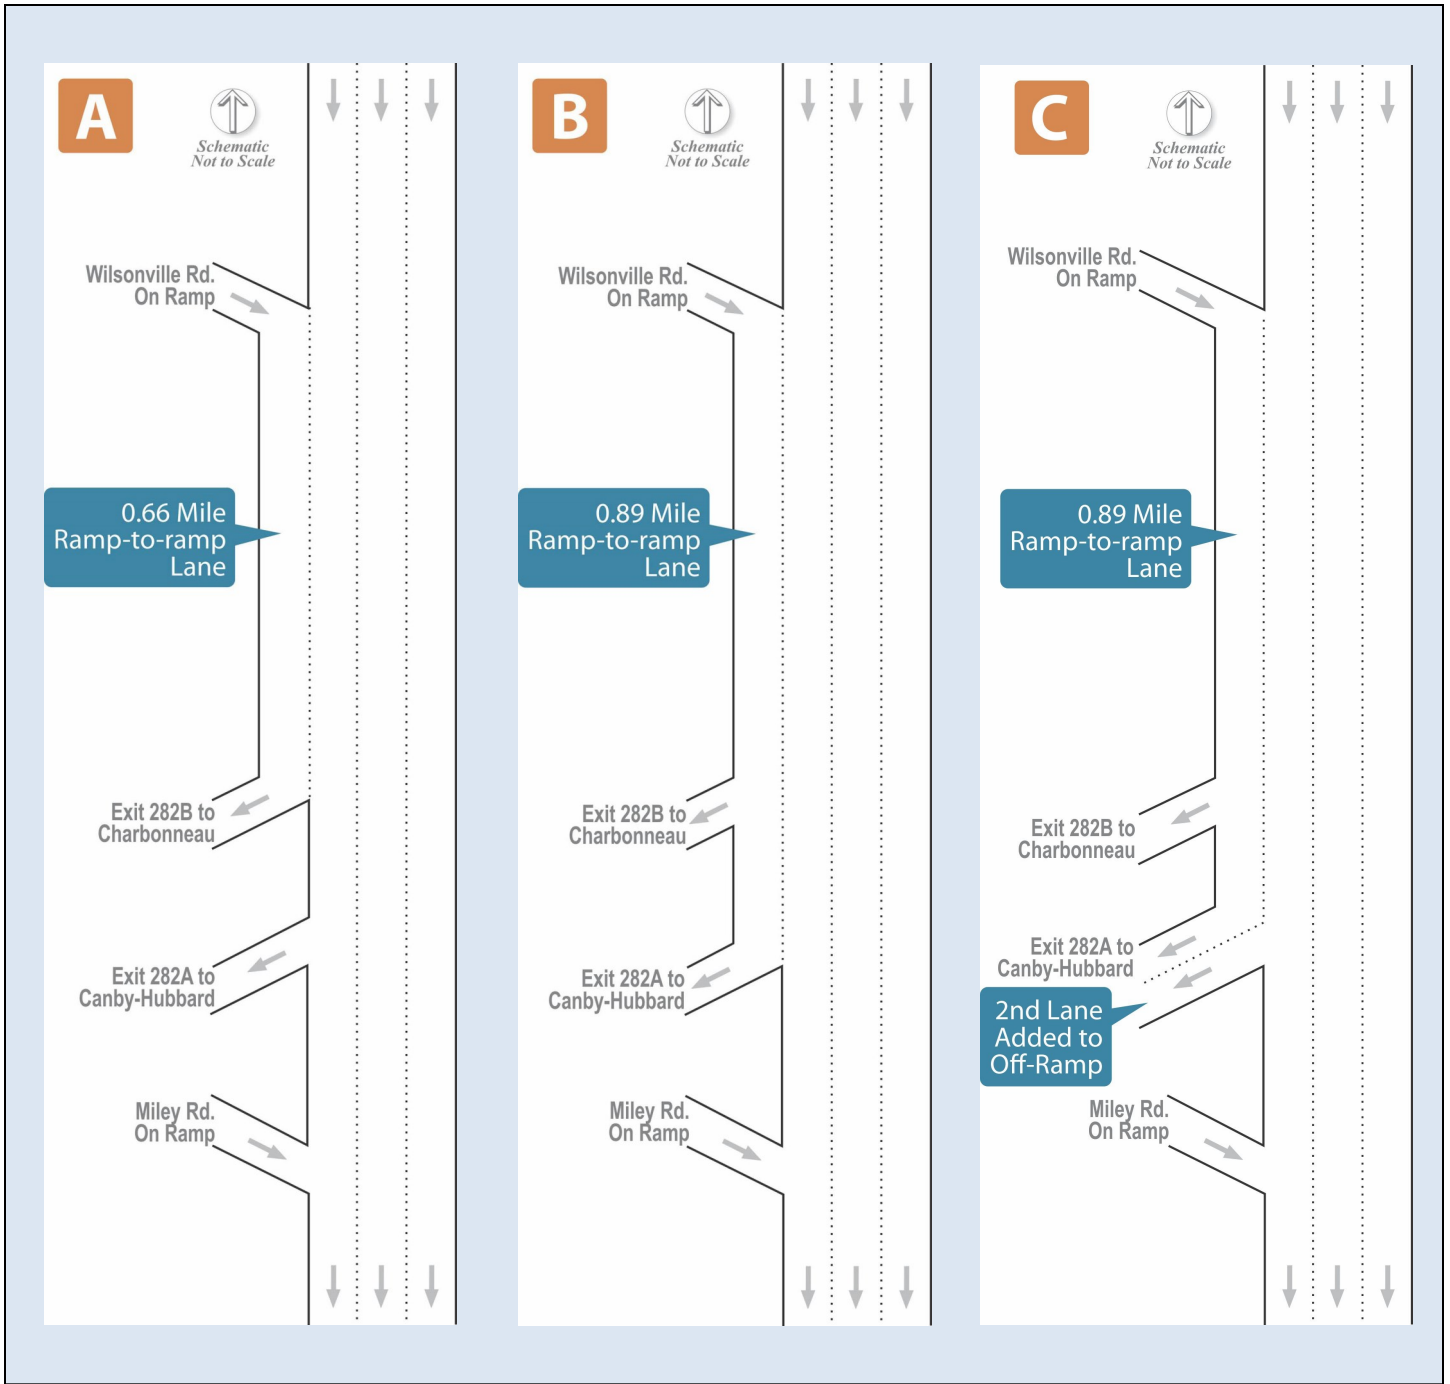 A
Schematic
Not to Scale
Wilsonville Rd.
On Ramp
0.66 Mile
Ramp-to-ramp
Lane
Exit 282B to
Charbonneau
Exit 282A to
Canby-Hubbard
Miley Rd.
On Ramp
B
Schematic
Not to Scale
Wilsonville Rd.
On Ramp
0.89 Mile
Ramp-to-ramp
Lane
Exit 282B to
Charbonneau
Exit 282A to
Canby-Hubbard
Miley Rd.
On Ramp
C
Schematic
Not to Scale
Wilsonville Rd.
On Ramp
0.89 Mile
Ramp-to-ramp
Lane
Exit 282B to
Charbonneau
Exit 282A to
Canby-Hubbard
2nd Lane
Added to
Off-Ramp
Miley Rd.
On Ramp